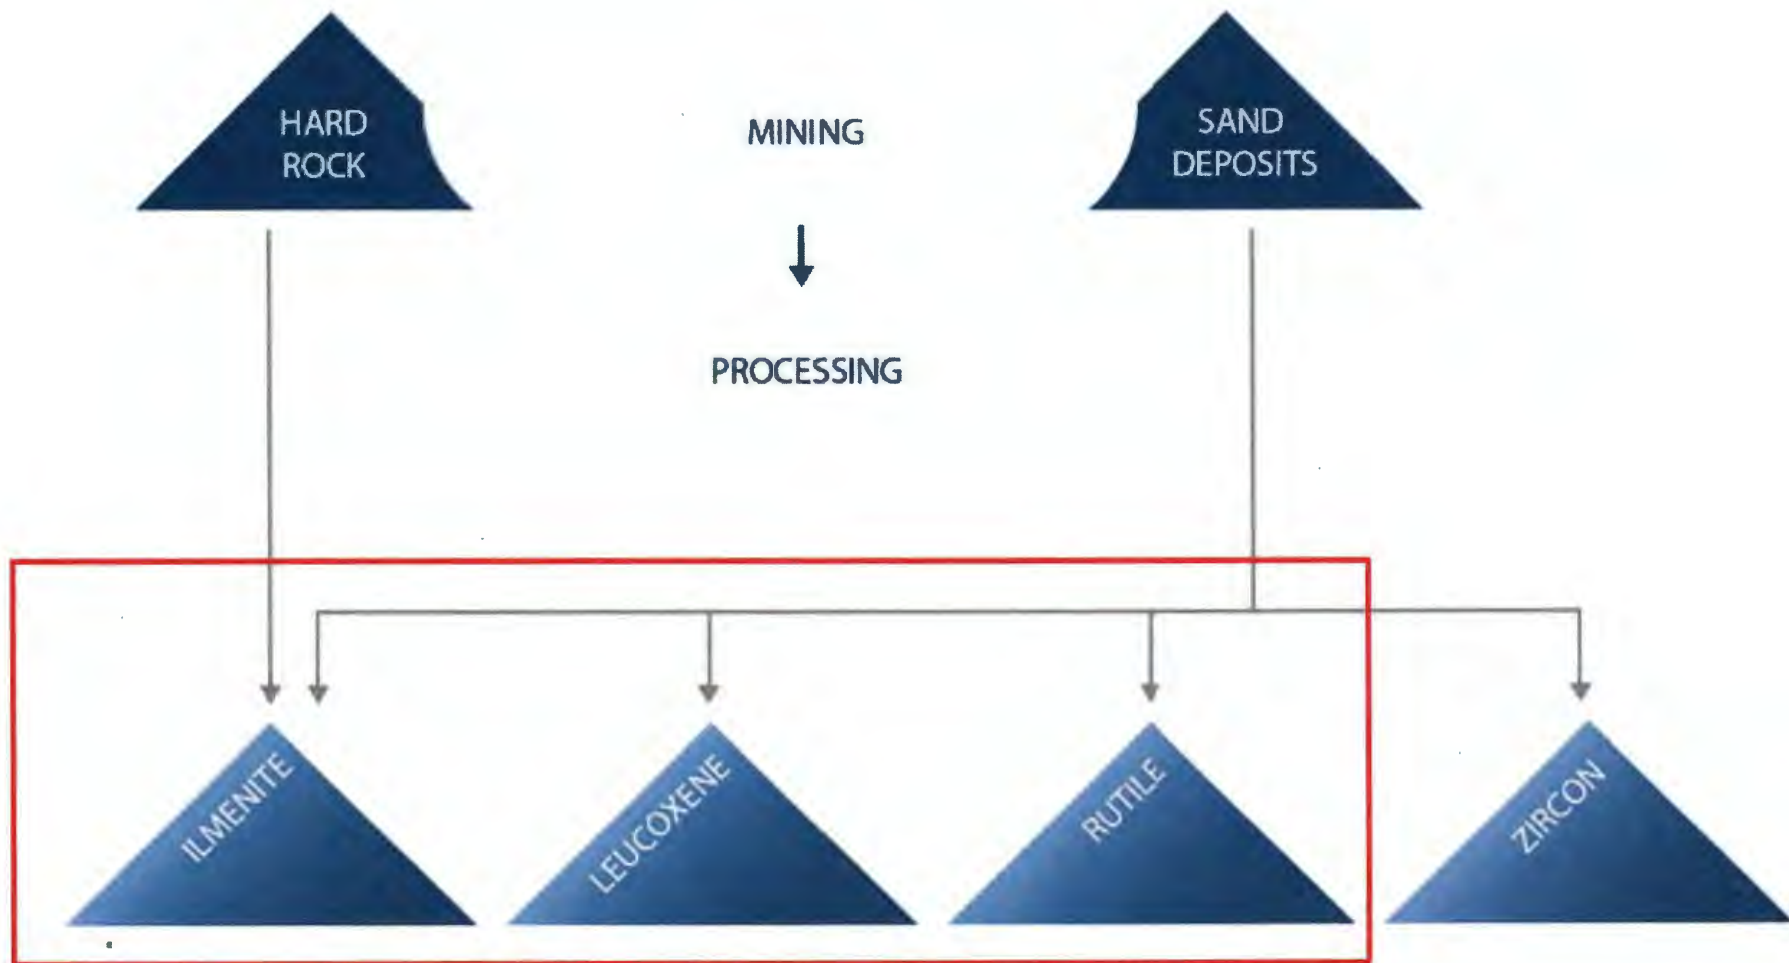 HARD
ROCK
MINING
SAND
DEPOSITS
PROCESSING
ILMENITE
LEUCOXENE
RUTILE
ZIRCON